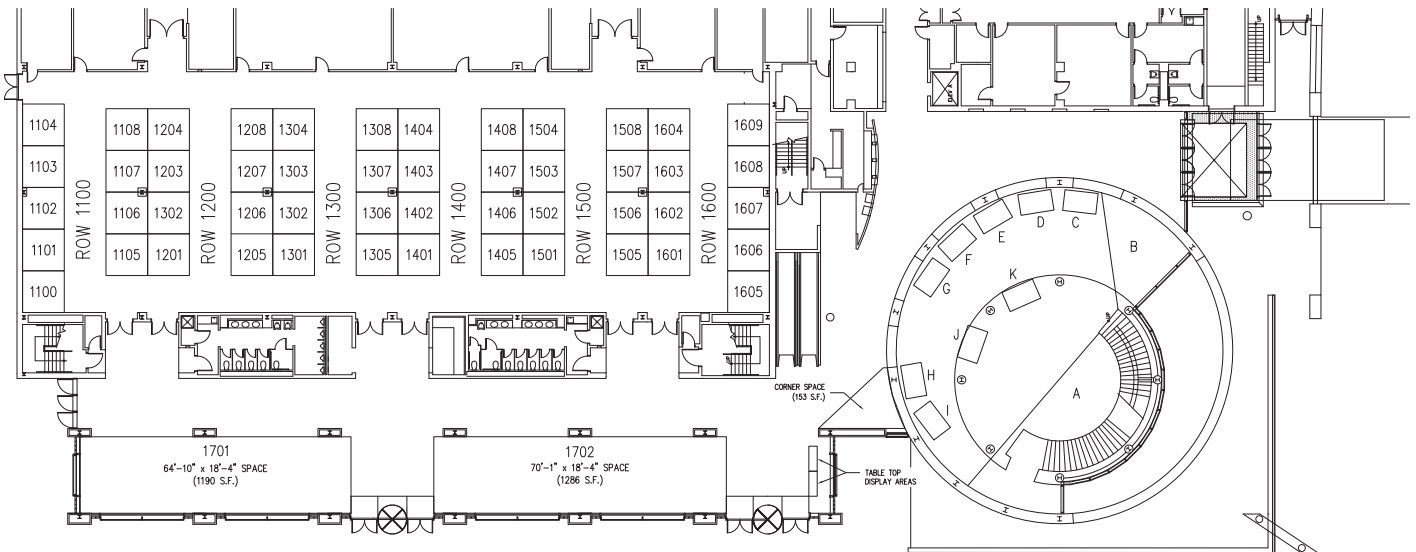 Y
ELEV A
UP
1104
1108 1204
1208 1304
1308 1404
1408 1504
1508 1604
1609
1103
1107 1203
1207 1303
1307 1403
1407 1503
1507 1603
1608
ROW 1100
ROW 1200
ROW 1300
ROW 1400
ROW 1500
ROW 1600
1102
1106 1302
1206 1302
1306 1402
1406 1502
1506 1602
1607
1101
1105 1201
1205 1301
1305 1401
1405 1501
1505 1601
1606
1100
1605
C
D
E
F
G
B
K
J
H
I
A
UP
CORNER SPACE
(153 S.F.)
1701
64'-10" x 18'-4" SPACE
(1190 S.F.)
1702
70'-1" x 18'-4" SPACE
(1286 S.F.)
TABLE TOP
DISPLAY AREAS